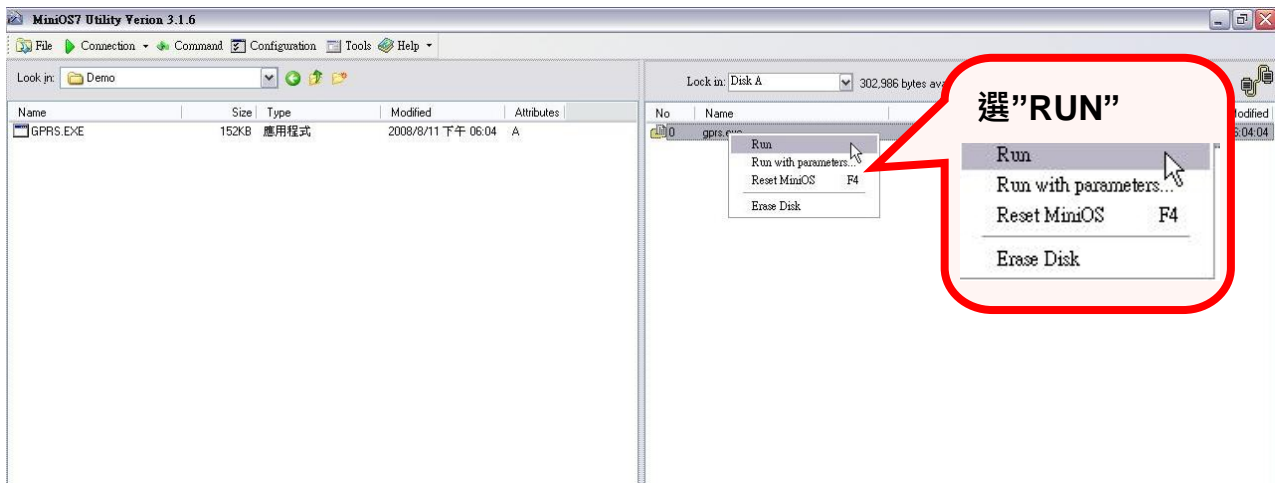 MiniOS7 Utility Verion 3.1.6
File Connection Command Configuration Tools Help
Look in: Demo
Name Size Type Modified Attributes
GPRS.EXE 152KB 應用程式 2008/8/11 下午 06:04 A
Lock in: Disk A 302,986 bytes ava
No Name lodified
0 gprs.exe 6:04:04
Run
Run with parameters...
Reset MiniOS F4
Erase Disk
選”RUN”
Run
Run with parameters...
Reset MiniOS F4
Erase Disk